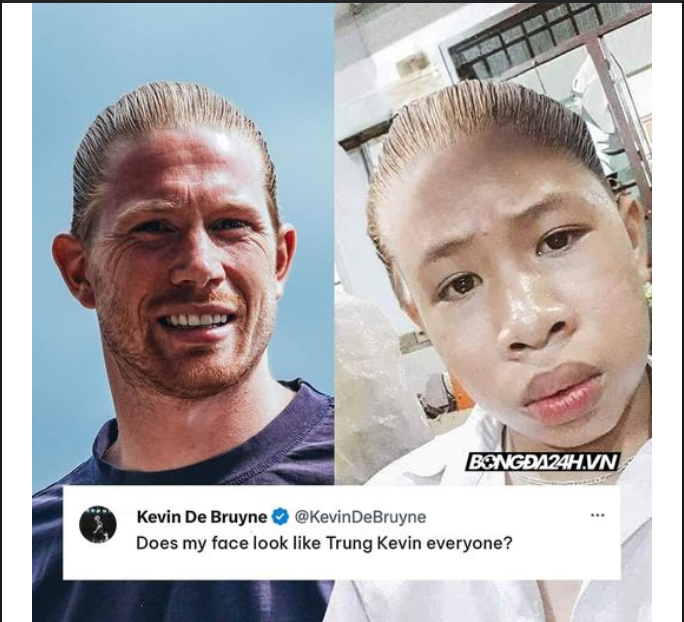 BONGDA24H.VN
Kevin De Bruyne @KevinDeBruyne ...
Does my face look like Trung Kevin everyone?